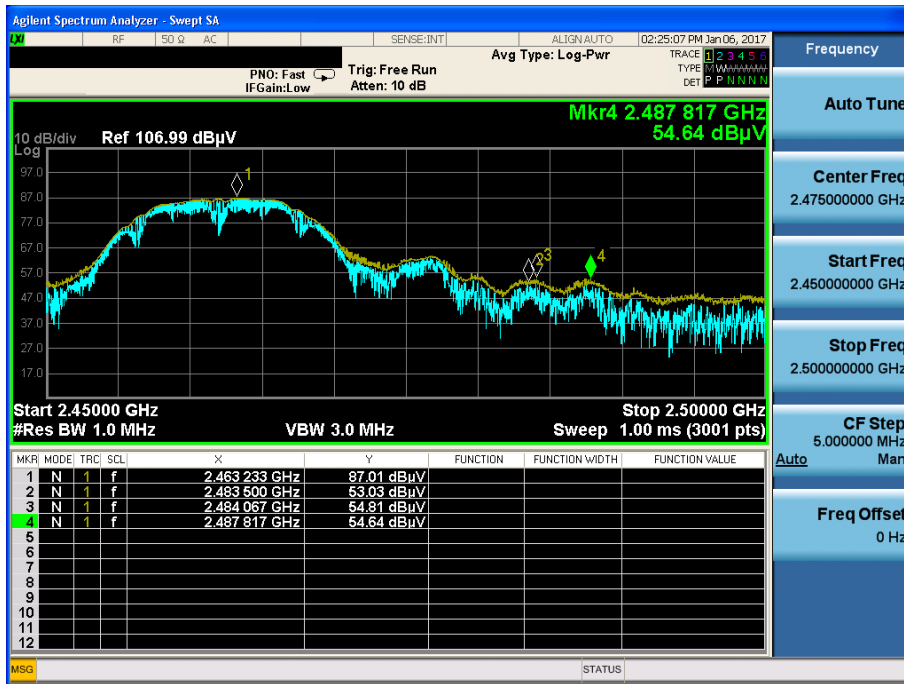 Agilent Spectrum Analyzer - Swept SA
LXI RF 50 Ω AC SENSE:INT ALIGN AUTO 02:25:07 PM Jan 06, 2017
Frequency
Avg Type: Log-Pwr
TRACE 1 2 3 4 5 6
PNO: Fast Trig: Free Run
TYPE M WWWWW
IFGain:Low Atten: 10 dB
DET P P N N N N
Auto Tune
Mkr4 2.487 817 GHz
54.64 dBµV
10 dB/div Ref 106.99 dBµV
Log
97.0
87.0
77.0
67.0
57.0
47.0
37.0
27.0
17.0
1
2
3
4
Start 2.45000 GHz Stop 2.50000 GHz
#Res BW 1.0 MHz VBW 3.0 MHz Sweep 1.00 ms (3001 pts)
Center Freq
2.475000000 GHz
Start Freq
2.450000000 GHz
Stop Freq
2.500000000 GHz
CF Step
5.000000 MHz
Auto Man
Freq Offset
0 Hz
MKR MODE TRC SCL X Y FUNCTION FUNCTION WIDTH FUNCTION VALUE
1 N 1 f 2.463 233 GHz 87.01 dBµV
2 N 1 f 2.483 500 GHz 53.03 dBµV
3 N 1 f 2.484 067 GHz 54.81 dBµV
4 N 1 f 2.487 817 GHz 54.64 dBµV
5
6
7
8
9
10
11
12
MSG STATUS